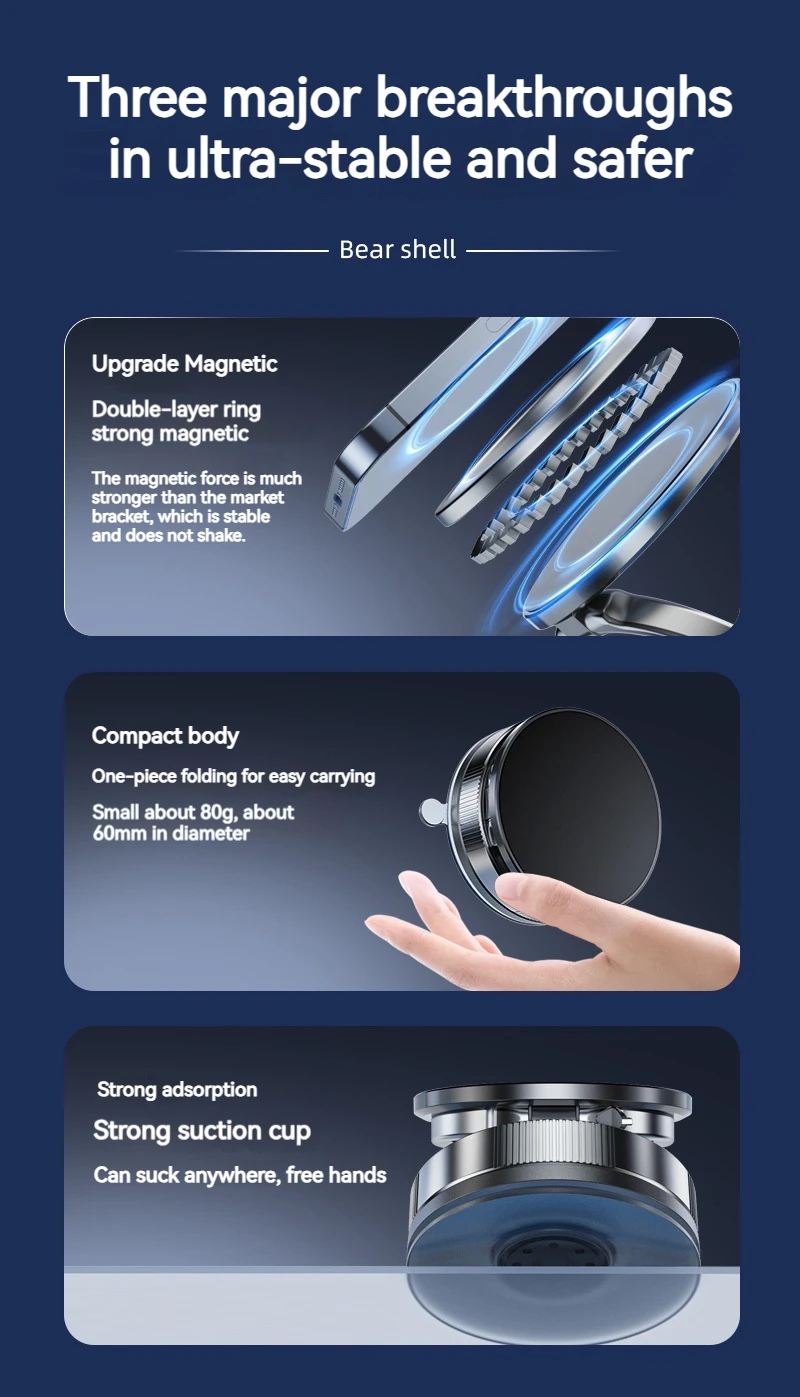 Three major breakthroughs
in ultra-stable and safer
Bear shell
Upgrade Magnetic
Double-layer ring
strong magnetic
The magnetic force is much
stronger than the market
bracket, which is stable
and does not shake.
Compact body
One-piece folding for easy carrying
Small about 80g, about
60mm in diameter
Strong adsorption
Strong suction cup
Can suck anywhere, free hands